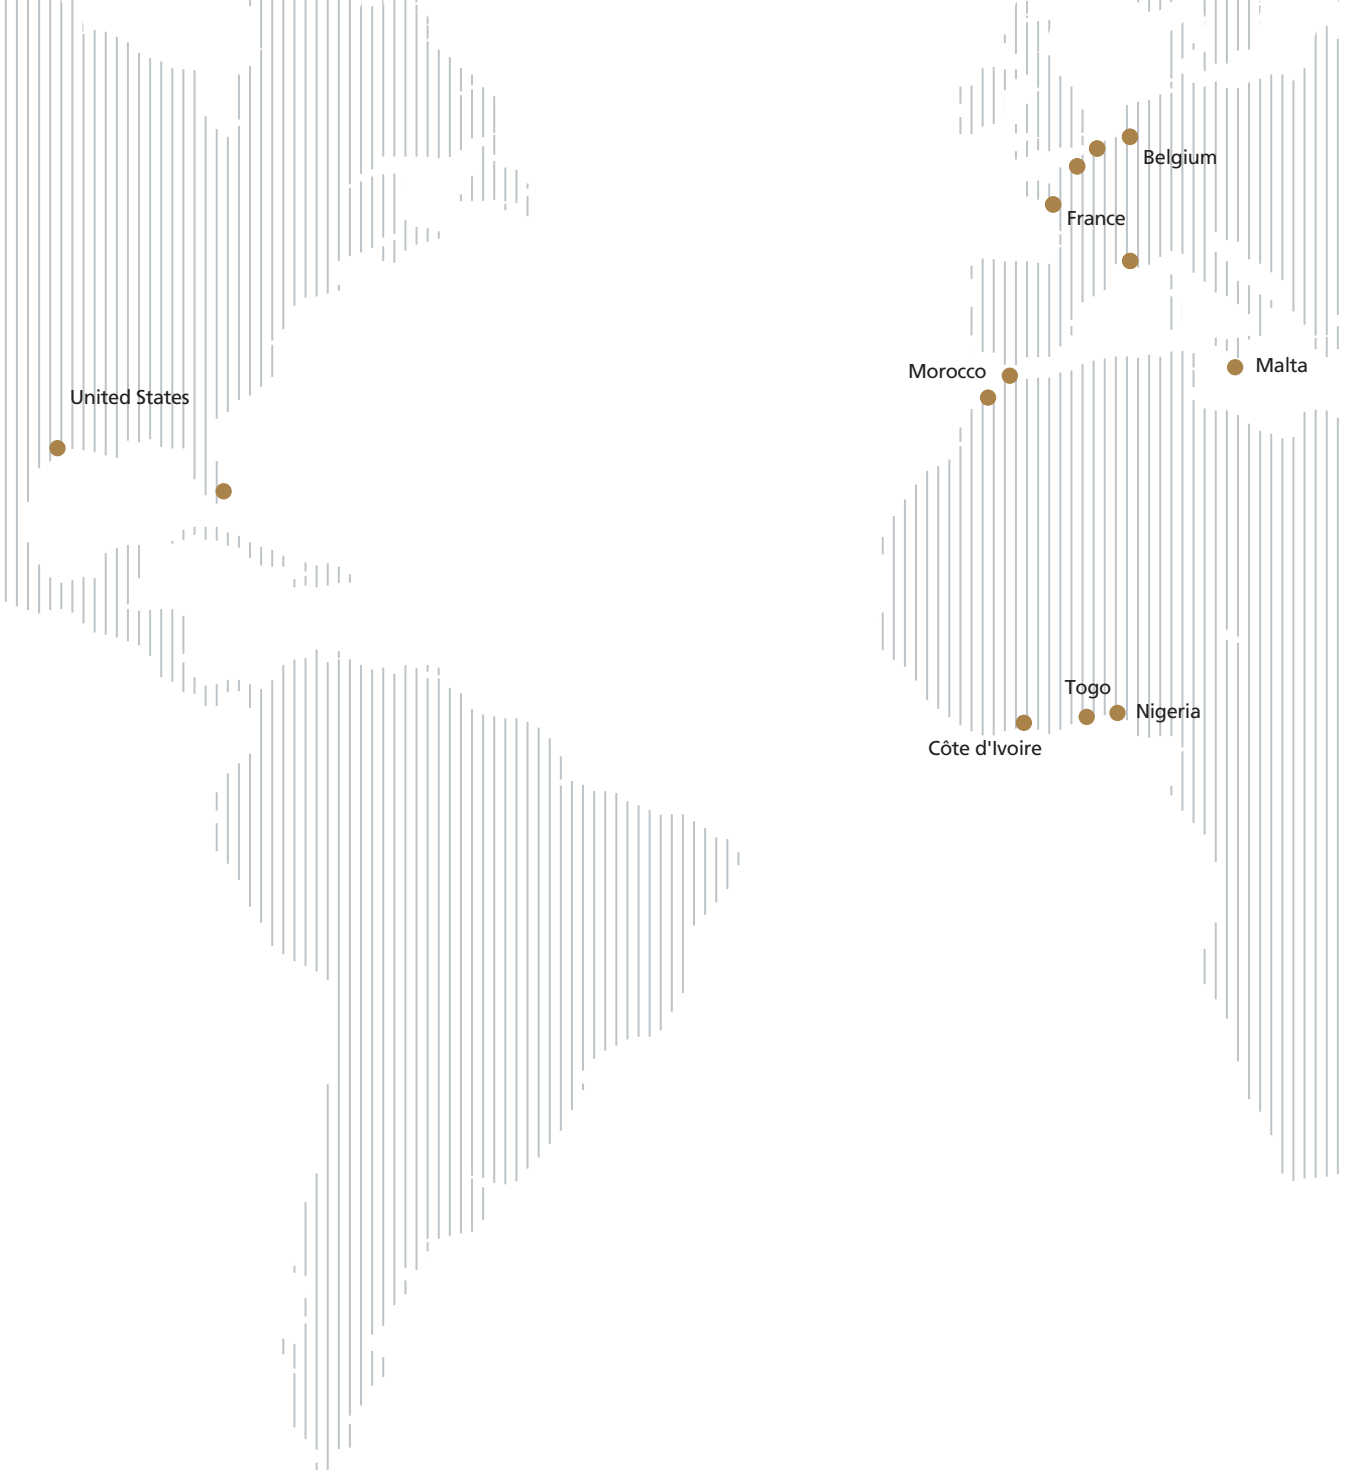 Belgium
France
Malta
Morocco
United States
Togo
Nigeria
Côte d'Ivoire